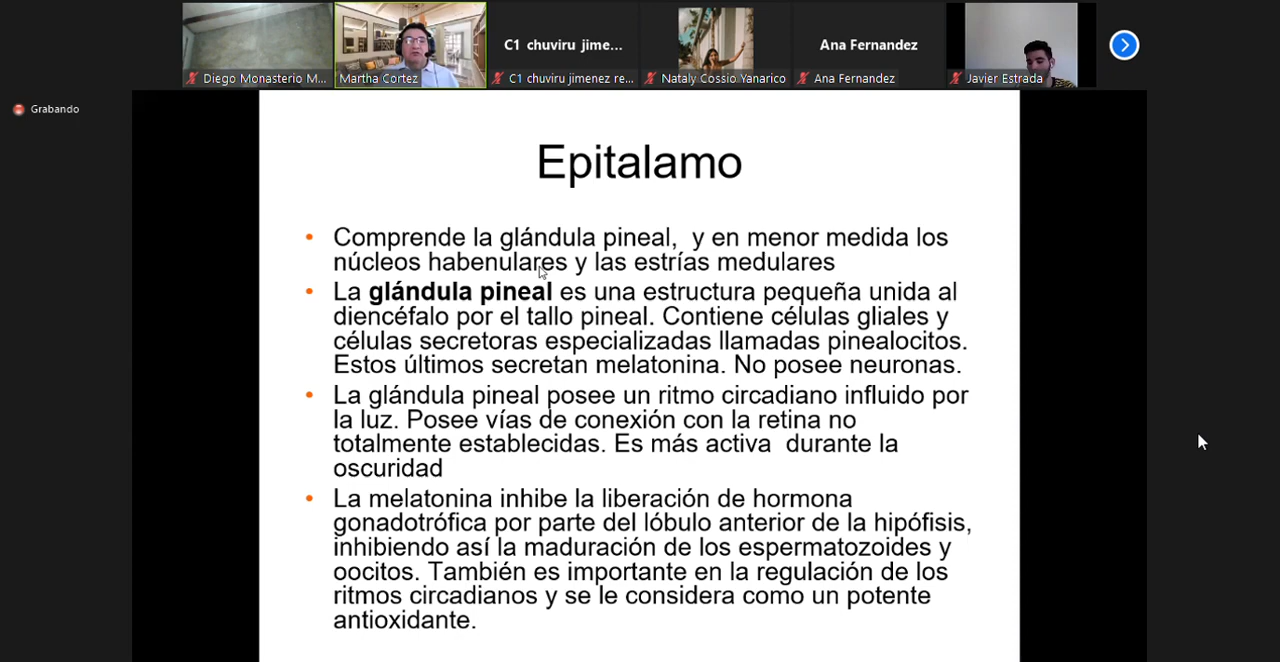 C1 chuviru jime...
Ana Fernandez
Diego Monasterio M...
Martha Cortez
C1 chuviru jimenez re...
Nataly Cossio Yanarico
Ana Fernandez
Javier Estrada
Grabando
Epitalamo
• Comprende la glándula pineal, y en menor medida los
núcleos habenulares y las estrías medulares
• La glándula pineal es una estructura pequeña unida al
diencéfalo por el tallo pineal. Contiene células gliales y
células secretoras especializadas llamadas pinealocitos.
Estos últimos secretan melatonina. No posee neuronas.
• La glándula pineal posee un ritmo circadiano influido por
la luz. Posee vías de conexión con la retina no
totalmente establecidas. Es más activa durante la
oscuridad
• La melatonina inhibe la liberación de hormona
gonadotrófica por parte del lóbulo anterior de la hipófisis,
inhibiendo así la maduración de los espermatozoides y
oocitos. También es importante en la regulación de los
ritmos circadianos y se le considera como un potente
antioxidante.